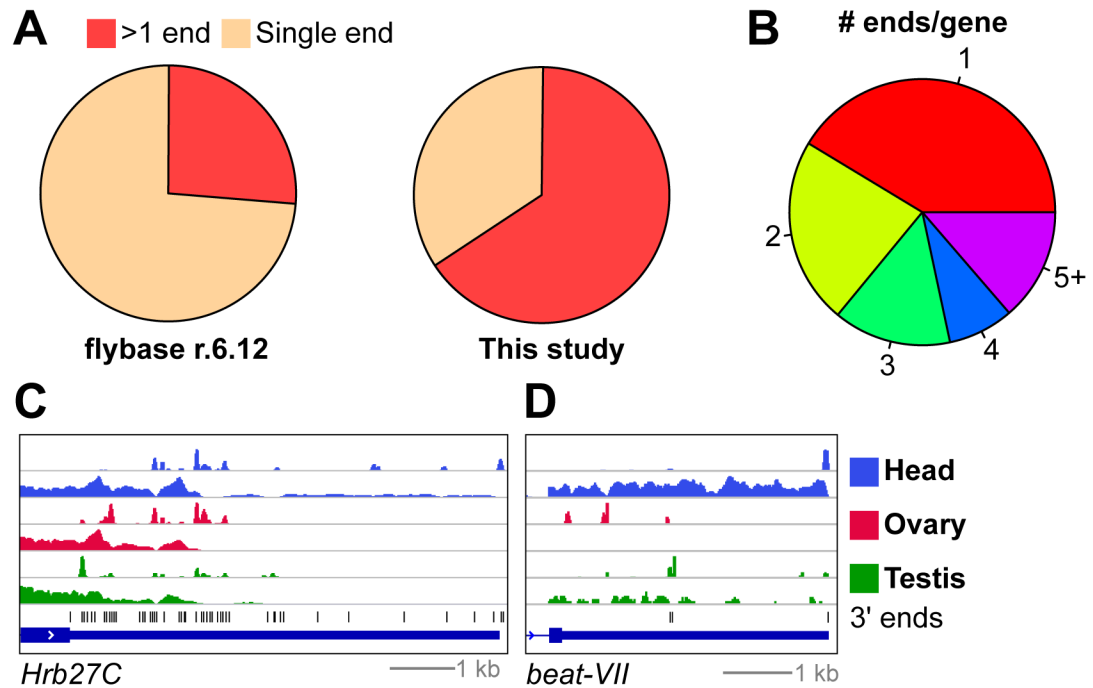 A
>1 end
Single end
flybase r.6.12
This study
B
# ends/gene
1
2
3
4
5+
C
Hrb27C
1 kb
D
beat-VII
1 kb
Head
Ovary
Testis
3' ends